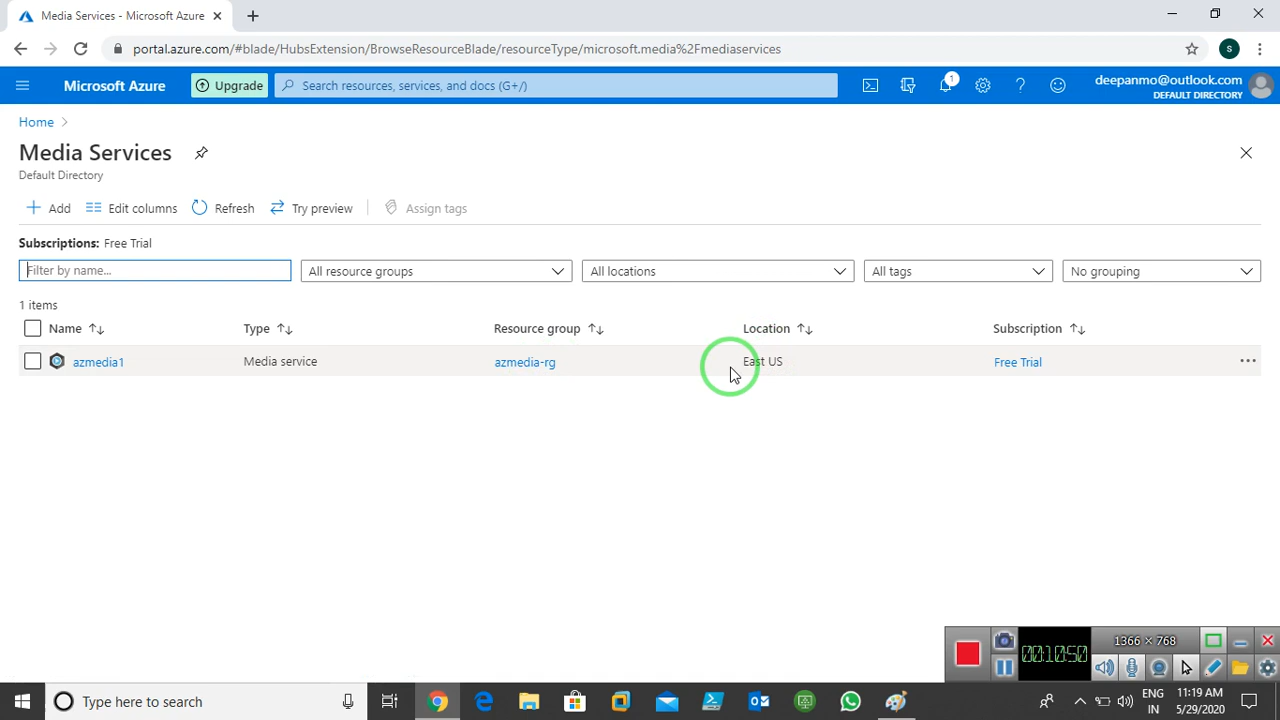 Media Services - Microsoft Azure
portal.azure.com/#blade/HubsExtension/BrowseResourceBlade/resourceType/microsoft.media%2Fmediaservices
S
Microsoft Azure
Upgrade
Search resources, services, and docs (G+/)
1
deepanmo@outlook.com
DEFAULT DIRECTORY
Home
Media Services
Default Directory
Add
Edit columns
Refresh
Try preview
Assign tags
Subscriptions: Free Trial
Filter by name...
All resource groups
All locations
All tags
No grouping
1 items
Name
Type
Resource group
Location
Subscription
azmedia1
Media service
azmedia-rg
East US
Free Trial
00:10:50
1366 × 768
Type here to search
ENG
IN
11:19 AM
5/29/2020